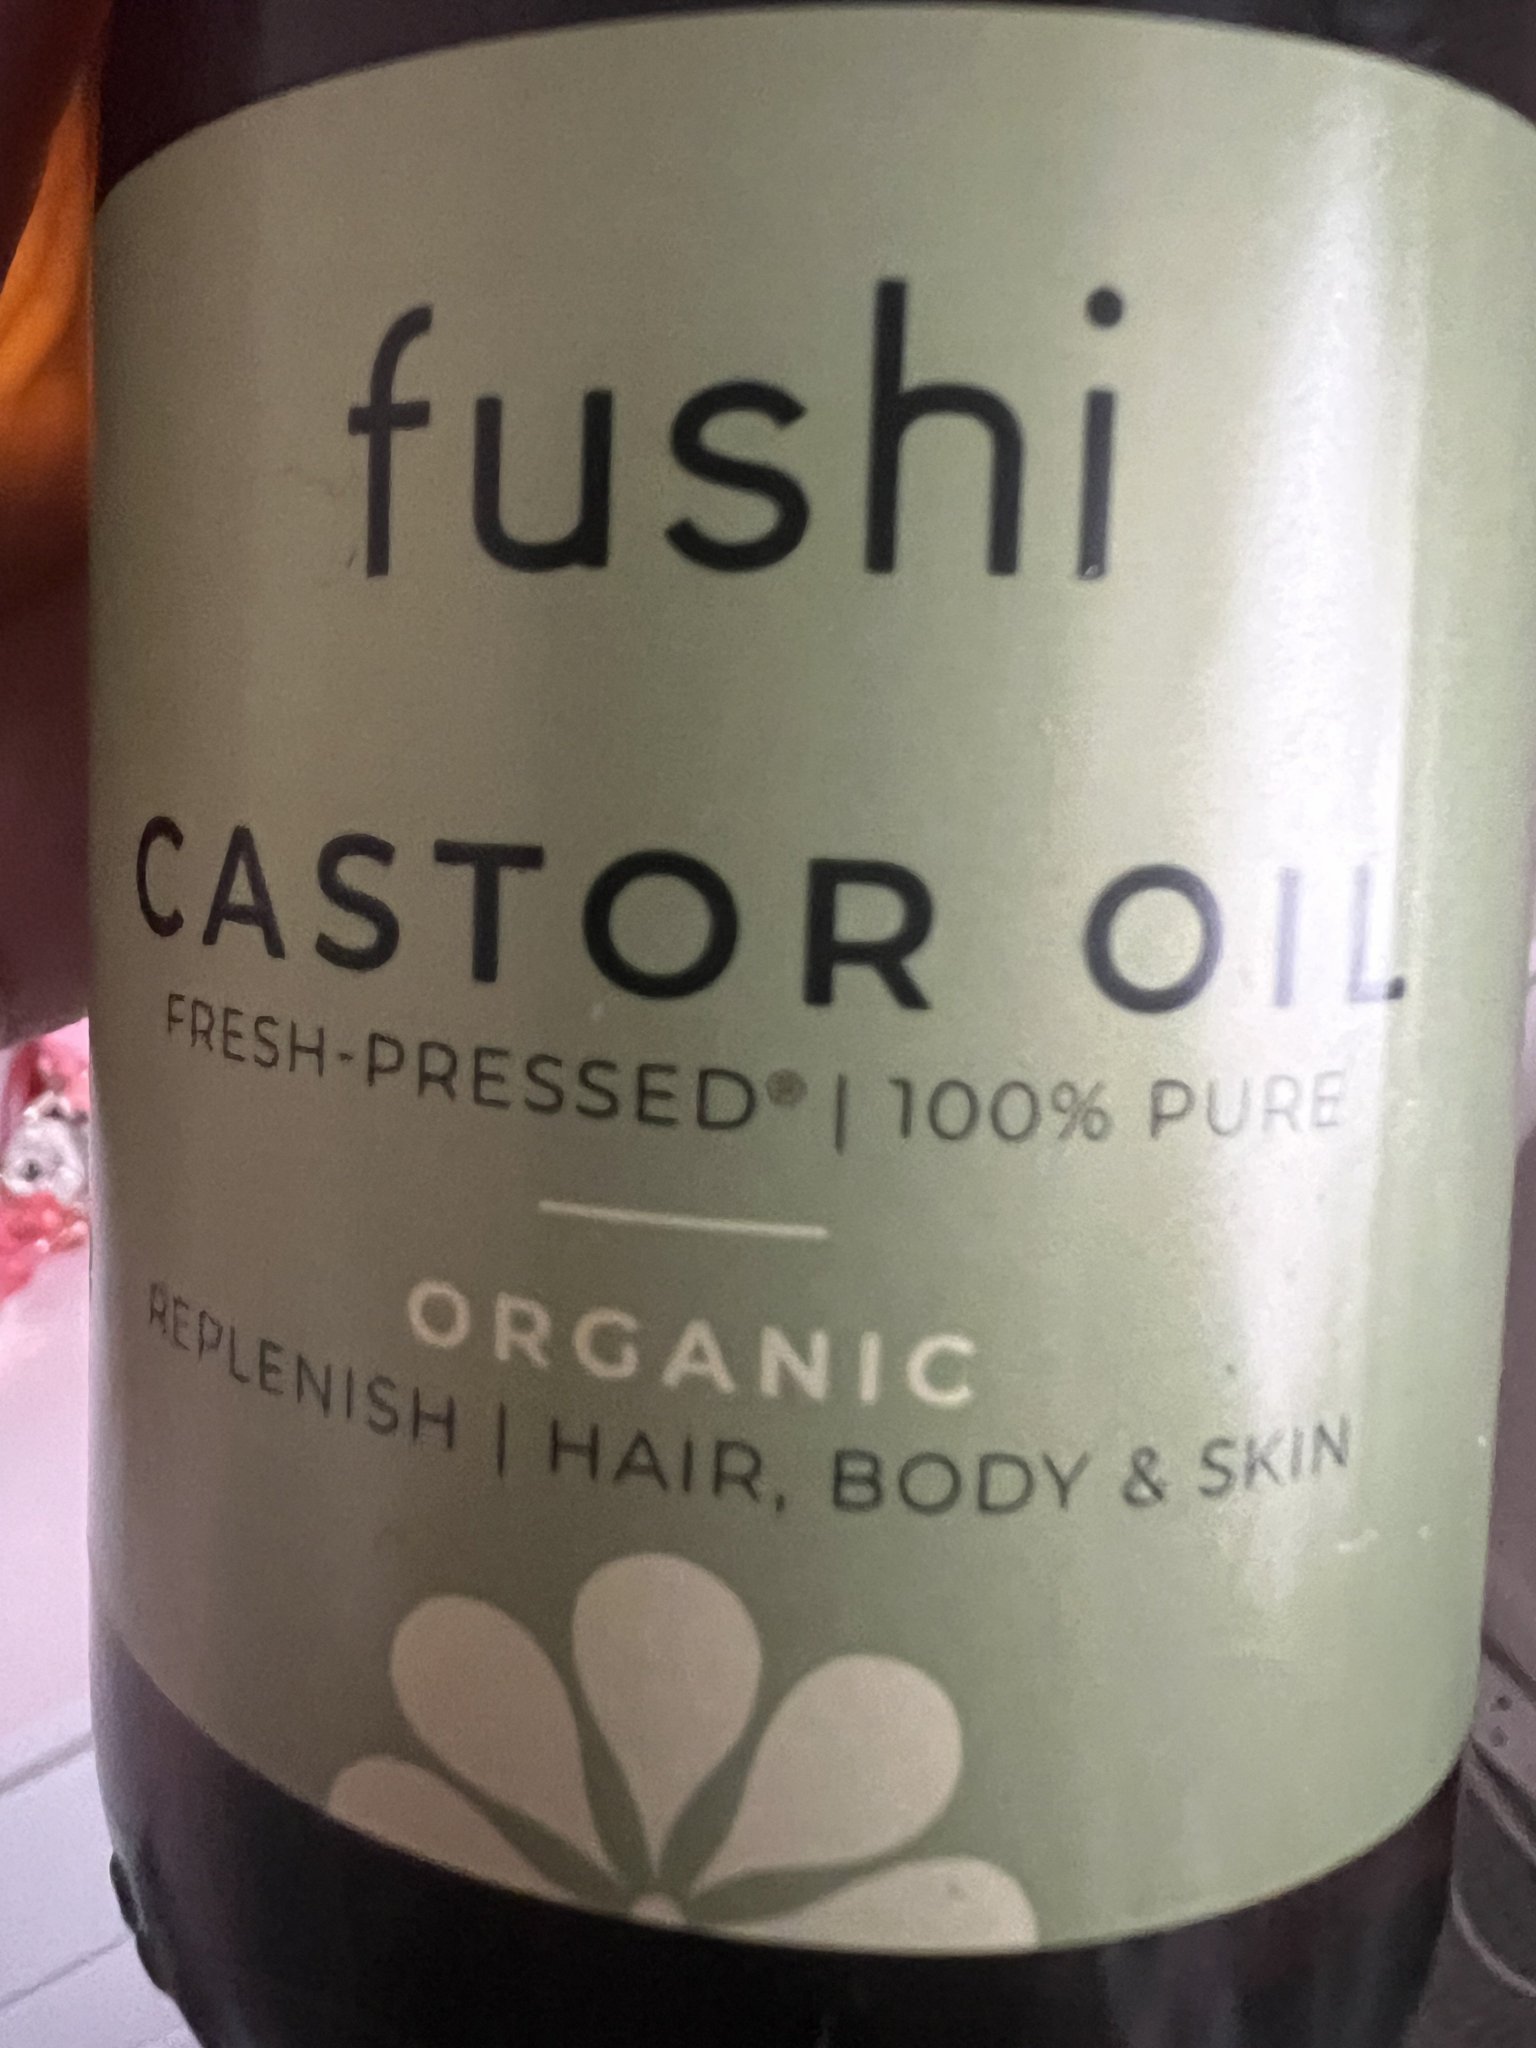 fushi
CASTOR OIL
FRESH-PRESSED® | 100% PURE
ORGANIC
REPLENISH | HAIR, BODY & SKIN